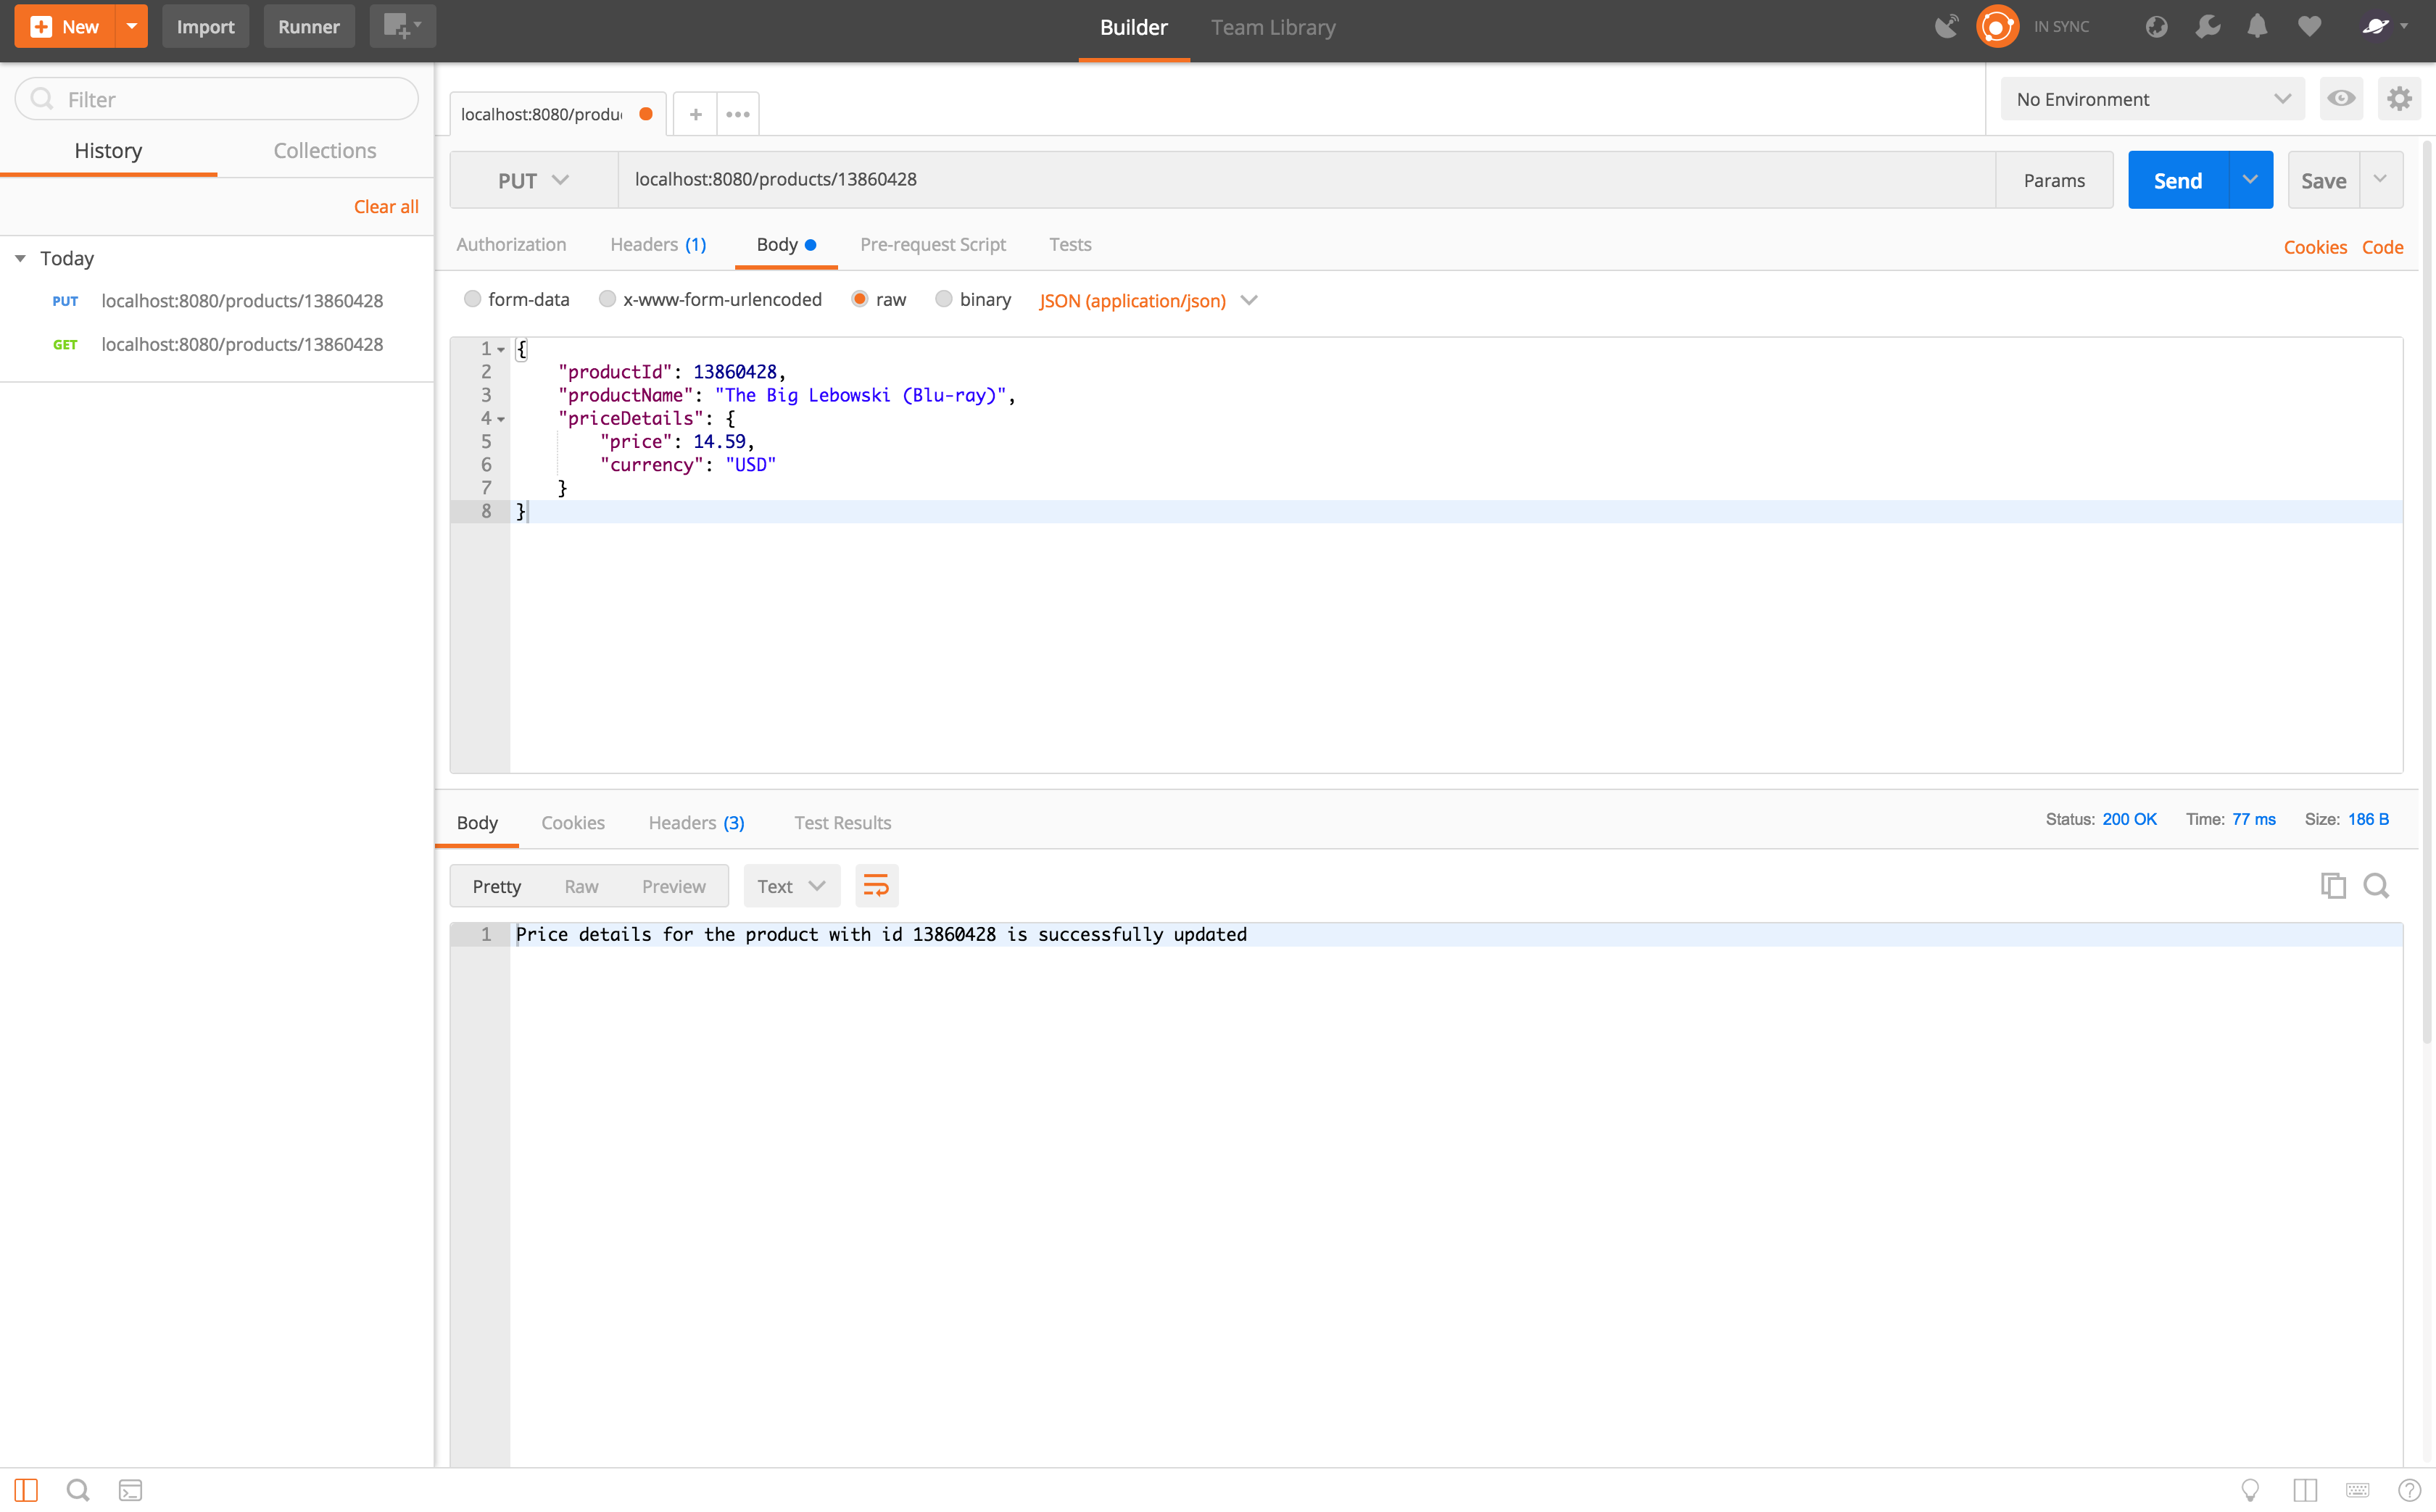 New
Import
Runner
Builder
Team Library
IN SYNC
Filter
History
Collections
Clear all
Today
PUT localhost:8080/products/13860428
GET localhost:8080/products/13860428
localhost:8080/produ
No Environment
PUT
localhost:8080/products/13860428
Params
Send
Save
Authorization
Headers (1)
Body
Pre-request Script
Tests
Cookies
Code
form-data
x-www-form-urlencoded
raw
binary
JSON (application/json)
1 {
2 "productId": 13860428,
3 "productName": "The Big Lebowski (Blu-ray)",
4 "priceDetails": {
5 "price": 14.59,
6 "currency": "USD"
7 }
8 }
Body
Cookies
Headers (3)
Test Results
Status: 200 OK
Time: 77 ms
Size: 186 B
Pretty
Raw
Preview
Text
1 Price details for the product with id 13860428 is successfully updated